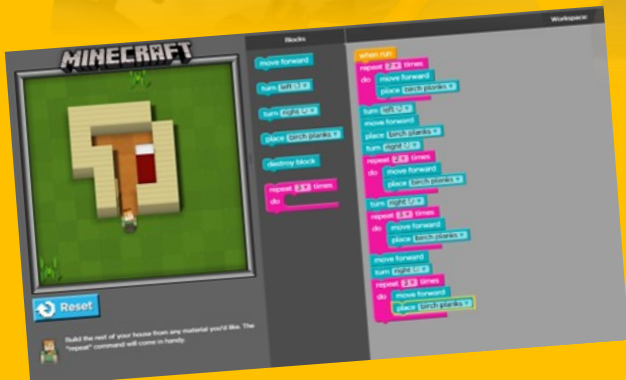 MINECRAFT
Reset
Build the rest of your house from any material you'd like. The
"repeat" command will come in handy.
Blocks
move forward
turn left
turn right
place birch planks
destroy block
repeat times
do
Workspace
when run
repeat 2 times
do move forward
place birch planks
turn left
move forward
place birch planks
turn right
repeat 2 times
do move forward
place birch planks
turn right
repeat times
do move forward
place birch planks
move forward
turn right
repeat 2 times
do move forward
place birch planks